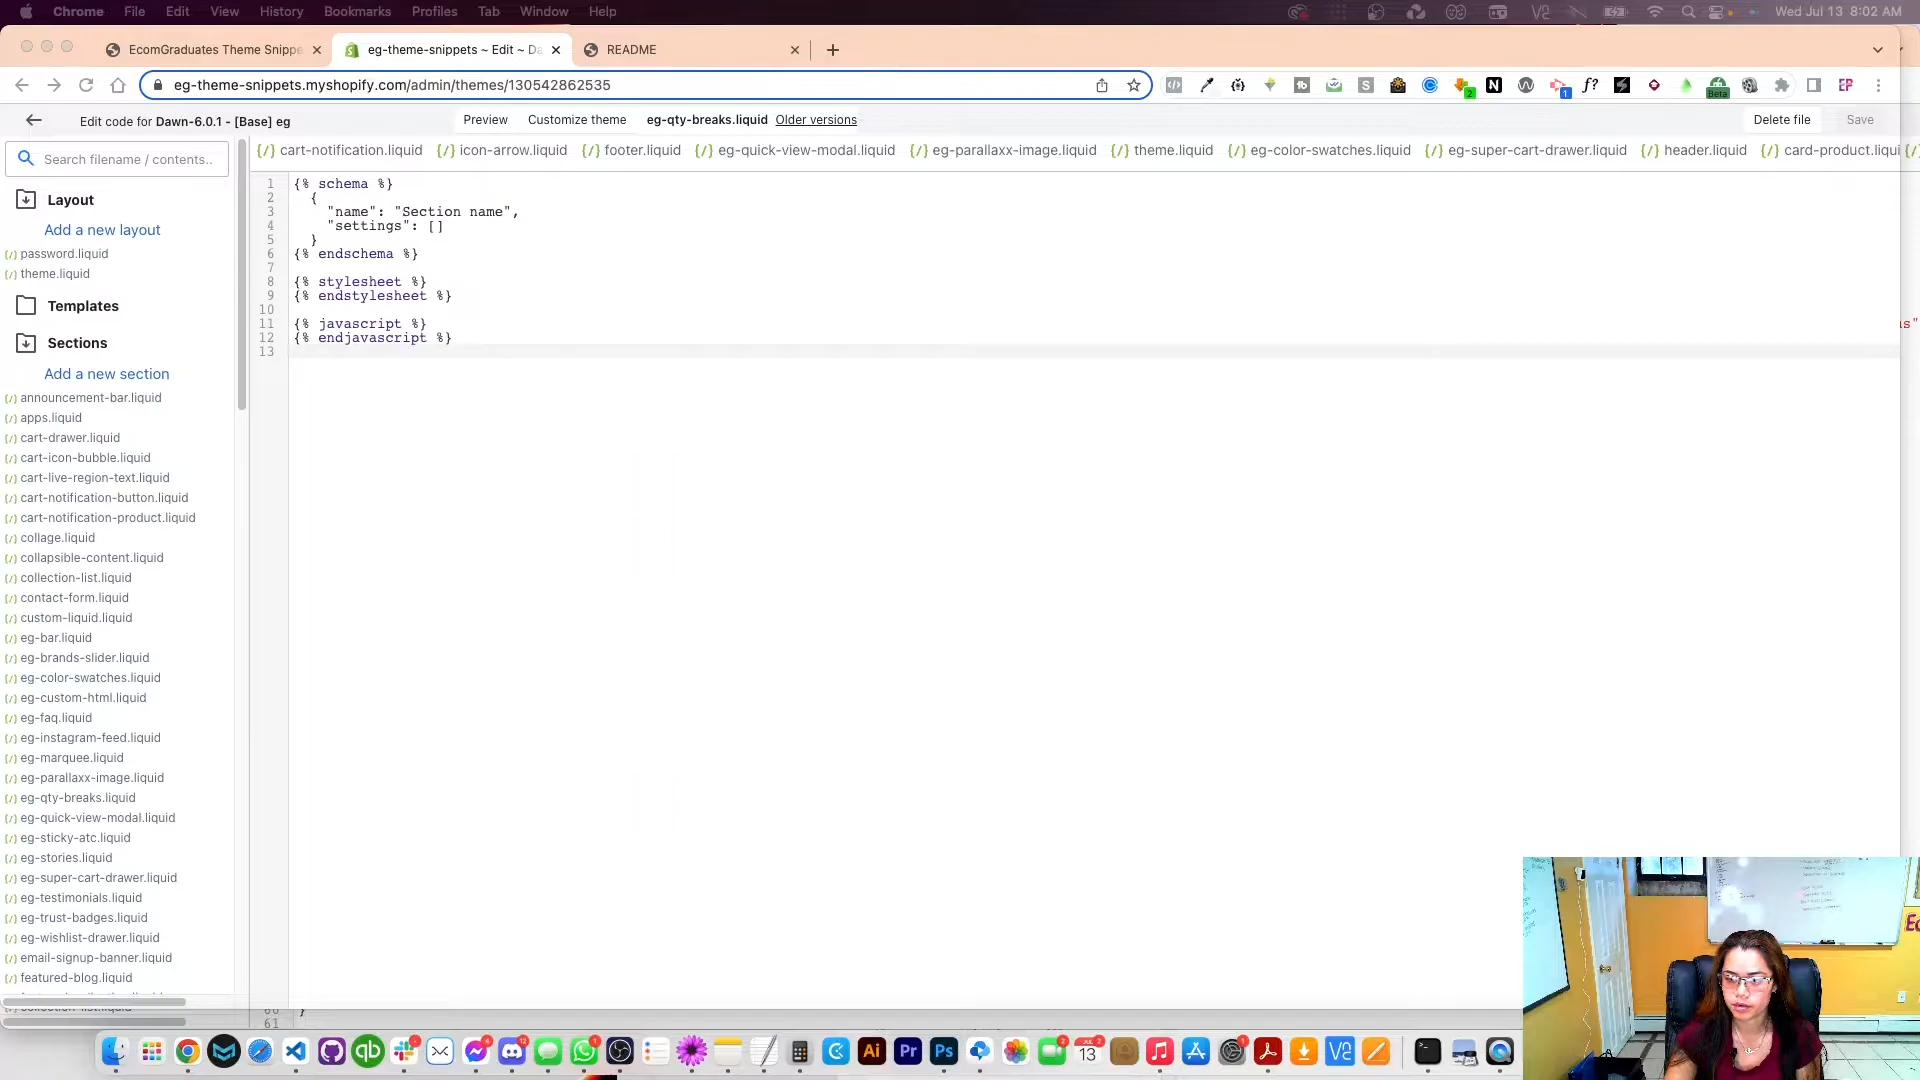 Chrome File Edit View History Bookmarks Profiles Tab Window Help Wed Jul 13 8:02 AM
EcomGraduates Theme Snippe
eg-theme-snippets ~ Edit ~ Da
README
eg-theme-snippets.myshopify.com/admin/themes/130542862535
Edit code for Dawn-6.0.1 - [Base] eg
Preview Customize theme eg-qty-breaks.liquid Older versions Delete file Save
Search filename / contents..
{/} cart-notification.liquid {/} icon-arrow.liquid {/} footer.liquid {/} eg-quick-view-modal.liquid {/} eg-parallaxx-image.liquid {/} theme.liquid {/} eg-color-swatches.liquid {/} eg-super-cart-drawer.liquid {/} header.liquid {/} card-product.liqui
Layout
Add a new layout
{/} password.liquid
{/} theme.liquid
Templates
Sections
Add a new section
{/} announcement-bar.liquid
{/} apps.liquid
{/} cart-drawer.liquid
{/} cart-icon-bubble.liquid
{/} cart-live-region-text.liquid
{/} cart-notification-button.liquid
{/} cart-notification-product.liquid
{/} collage.liquid
{/} collapsible-content.liquid
{/} collection-list.liquid
{/} contact-form.liquid
{/} custom-liquid.liquid
{/} eg-bar.liquid
{/} eg-brands-slider.liquid
{/} eg-color-swatches.liquid
{/} eg-custom-html.liquid
{/} eg-faq.liquid
{/} eg-instagram-feed.liquid
{/} eg-marquee.liquid
{/} eg-parallaxx-image.liquid
{/} eg-qty-breaks.liquid
{/} eg-quick-view-modal.liquid
{/} eg-sticky-atc.liquid
{/} eg-stories.liquid
{/} eg-super-cart-drawer.liquid
{/} eg-testimonials.liquid
{/} eg-trust-badges.liquid
{/} eg-wishlist-drawer.liquid
{/} email-signup-banner.liquid
{/} featured-blog.liquid
1 {% schema %}
2 {
3 "name": "Section name",
4 "settings": []
5 }
6 {% endschema %}
7
8 {% stylesheet %}
9 {% endstylesheet %}
10
11 {% javascript %}
12 {% endjavascript %}
13
60 }
61
s"